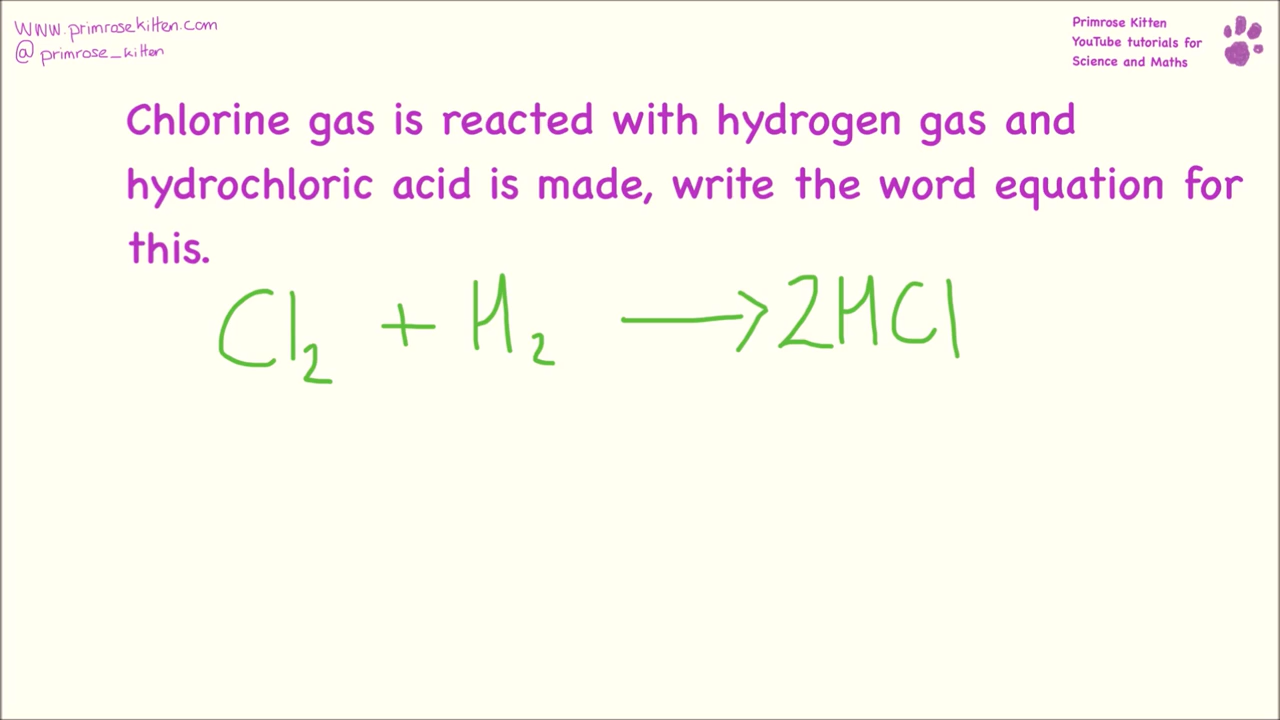 www.primrosekitten.com
@primrose_kitten
Primrose Kitten
YouTube tutorials for
Science and Maths
Chlorine gas is reacted with hydrogen gas and
hydrochloric acid is made, write the word equation for
this.
Cl₂ + H₂ → 2HCl